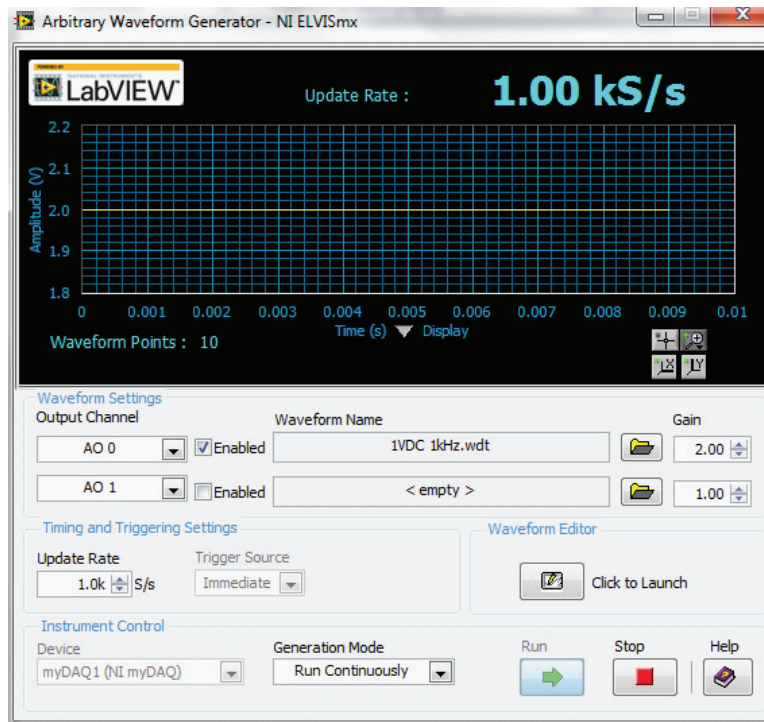 Arbitrary Waveform Generator - NI ELVISmx
POWERED BY
NATIONAL INSTRUMENTS
LabVIEW
Update Rate : 1.00 kS/s
Amplitude (V)
2.2
2.1
2.0
1.9
1.8
0 0.001 0.002 0.003 0.004 0.005 0.006 0.007 0.008 0.009 0.01
Time (s) Display
Waveform Points : 10
Waveform Settings
Output Channel Waveform Name Gain
AO 0 Enabled 1VDC 1kHz.wdt 2.00
AO 1 Enabled < empty > 1.00
Timing and Triggering Settings
Update Rate Trigger Source
1.0k S/s Immediate
Waveform Editor
Click to Launch
Instrument Control
Device Generation Mode Run Stop Help
myDAQ1 (NI myDAQ) Run Continuously